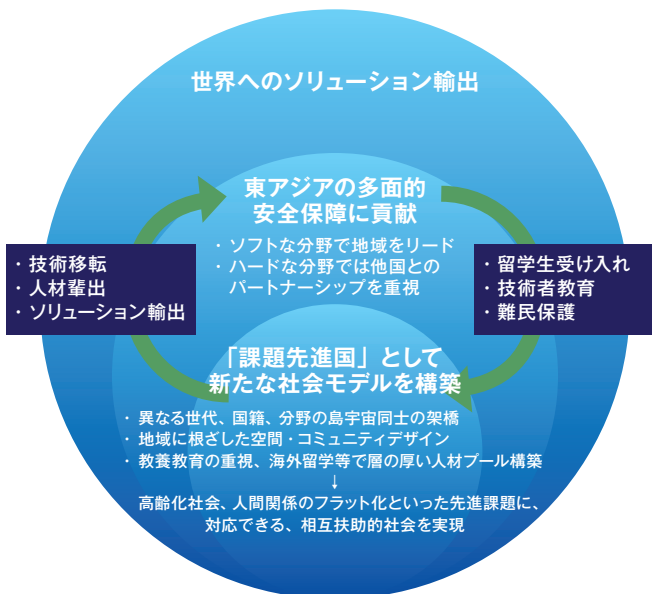 世界へのソリューション輸出
東アジアの多面的
安全保障に貢献
・ソフトな分野で地域をリード
・ハードな分野では他国との
パートナーシップを重視
・技術移転
・人材輩出
・ソリューション輸出
・留学生受け入れ
・技術者教育
・難民保護
「課題先進国」として
新たな社会モデルを構築
・異なる世代、国籍、分野の島宇宙同士の架橋
・地域に根ざした空間・コミュニティデザイン
・教養教育の重視、海外留学等で層の厚い人材プール構築
↓
高齢化社会、人間関係のフラット化といった先進課題に、
対応できる、相互扶助的社会を実現